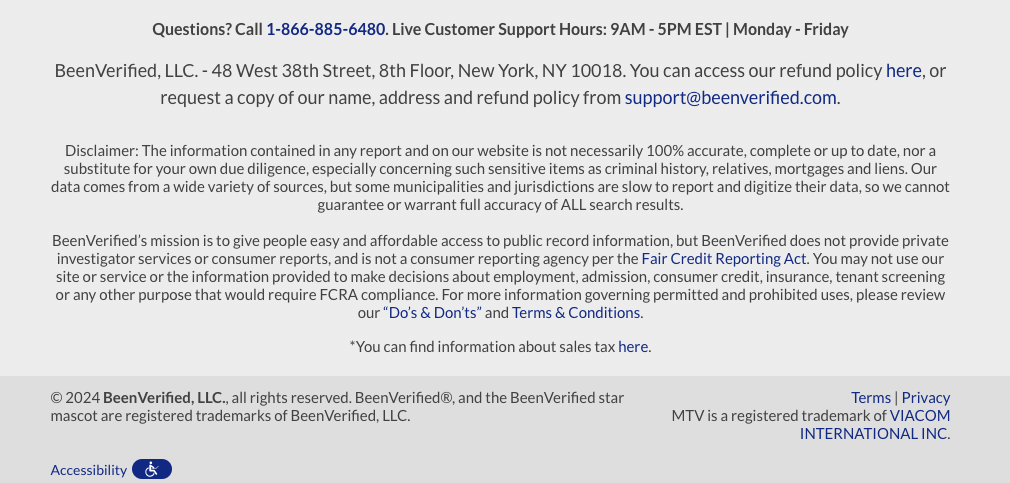 Questions? Call 1-866-885-6480. Live Customer Support Hours: 9AM - 5PM EST | Monday - Friday
BeenVerified, LLC. - 48 West 38th Street, 8th Floor, New York, NY 10018. You can access our refund policy here, or
request a copy of our name, address and refund policy from support@beenverified.com.
Disclaimer: The information contained in any report and on our website is not necessarily 100% accurate, complete or up to date, nor a
substitute for your own due diligence, especially concerning such sensitive items as criminal history, relatives, mortgages and liens. Our
data comes from a wide variety of sources, but some municipalities and jurisdictions are slow to report and digitize their data, so we cannot
guarantee or warrant full accuracy of ALL search results.
BeenVerified’s mission is to give people easy and affordable access to public record information, but BeenVerified does not provide private
investigator services or consumer reports, and is not a consumer reporting agency per the Fair Credit Reporting Act. You may not use our
site or service or the information provided to make decisions about employment, admission, consumer credit, insurance, tenant screening
or any other purpose that would require FCRA compliance. For more information governing permitted and prohibited uses, please review
our “Do’s & Don’ts” and Terms & Conditions.
*You can find information about sales tax here.
© 2024 BeenVerified, LLC., all rights reserved. BeenVerified®, and the BeenVerified star
mascot are registered trademarks of BeenVerified, LLC.
Terms | Privacy
MTV is a registered trademark of VIACOM
INTERNATIONAL INC.
Accessibility